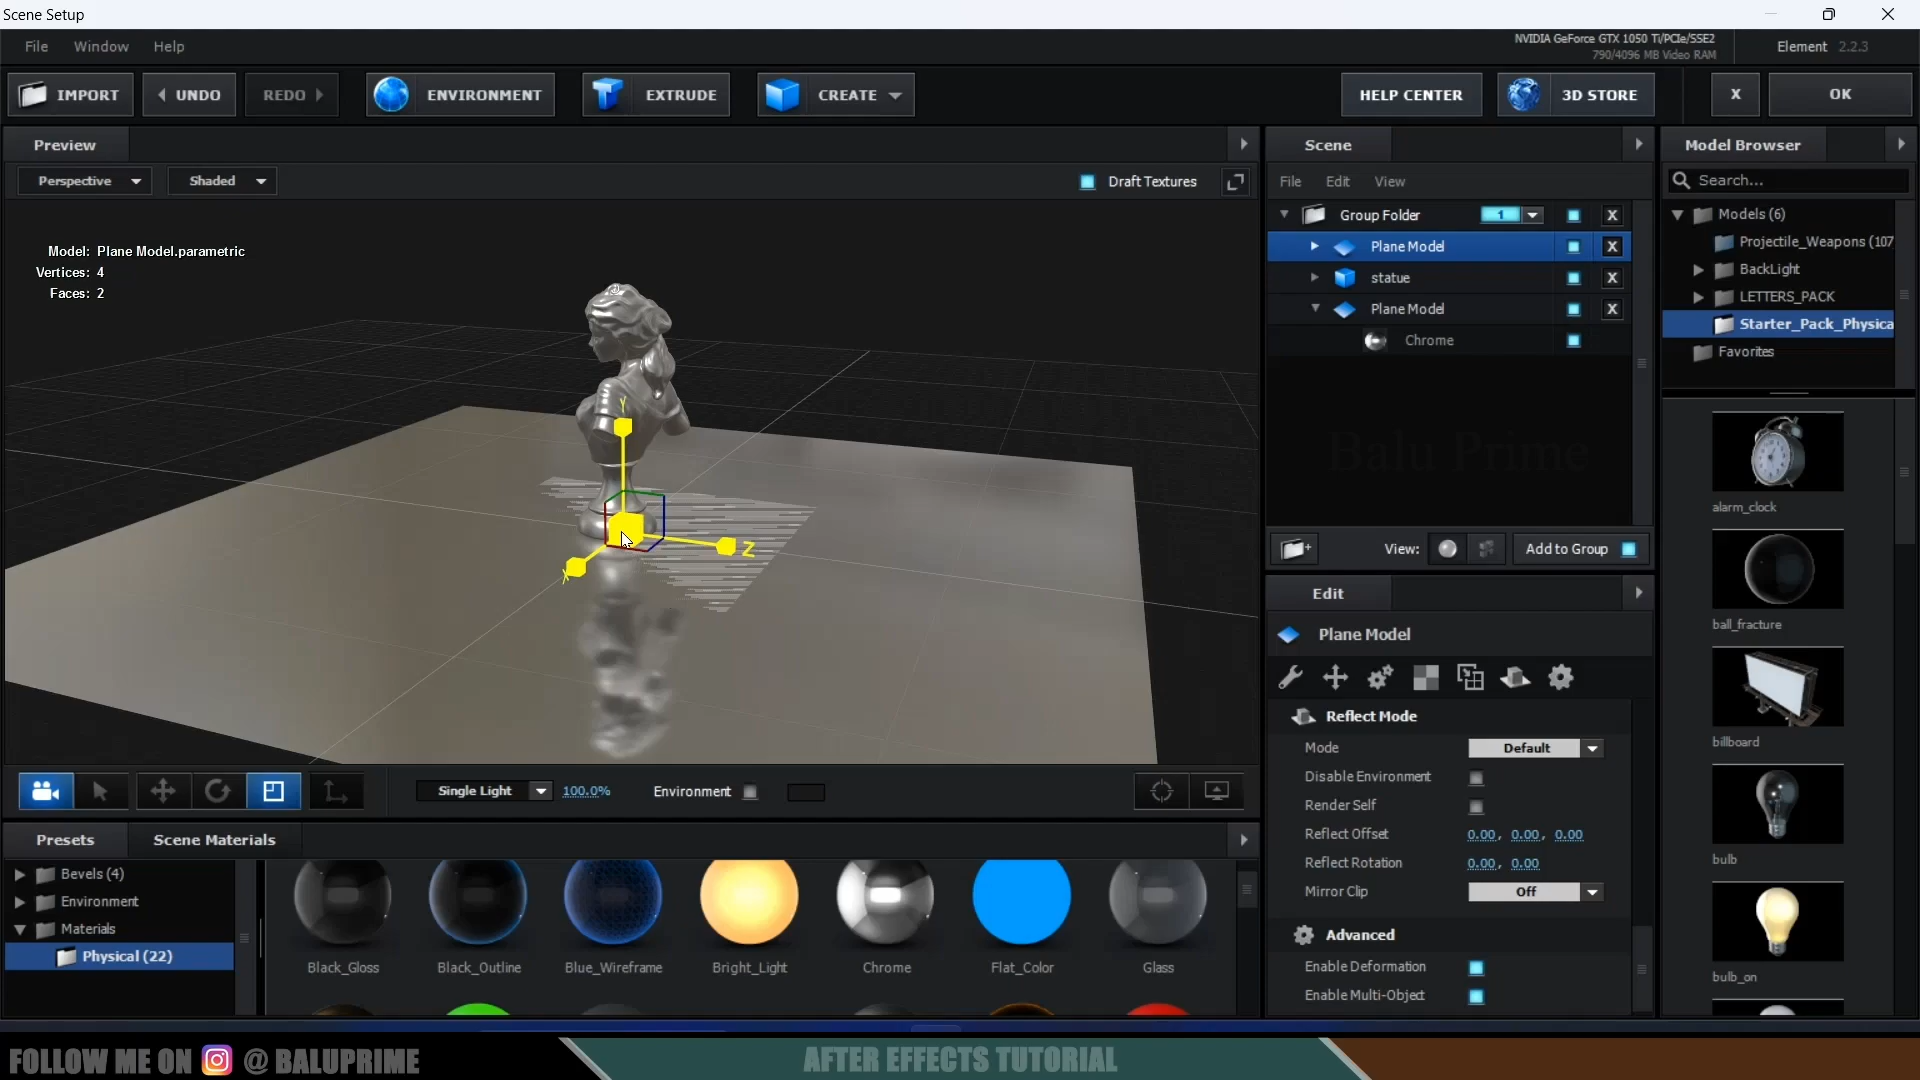 Scene Setup
File Window Help
NVIDIA GeForce GTX 1050 Ti/PCIe/SSE2
790/4096 MB Video RAM
Element 2.2.3
IMPORT UNDO REDO ENVIRONMENT EXTRUDE CREATE HELP CENTER 3D STORE X OK
Preview
Perspective Shaded Draft Textures
Model: Plane Model.parametric
Vertices: 4
Faces: 2
Y
Z
X
Single Light 100.0% Environment
Scene
File Edit View
Group Folder 1 X
Plane Model X
statue X
Plane Model X
Chrome
Balu Prime
View: Add to Group
Edit
Plane Model
Reflect Mode
Mode Default
Disable Environment
Render Self
Reflect Offset 0.00, 0.00, 0.00
Reflect Rotation 0.00, 0.00
Mirror Clip Off
Advanced
Enable Deformation
Enable Multi-Object
Model Browser
Search...
Models (6)
Projectile_Weapons (107
BackLight
LETTERS_PACK
Starter_Pack_Physica
Favorites
alarm_clock
ball_fracture
billboard
bulb
bulb_on
Presets Scene Materials
Bevels (4)
Environment
Materials
Physical (22)
Black_Gloss Black_Outline Blue_Wireframe Bright_Light Chrome Flat_Color Glass
FOLLOW ME ON @ BALUPRIME
AFTER EFFECTS TUTORIAL